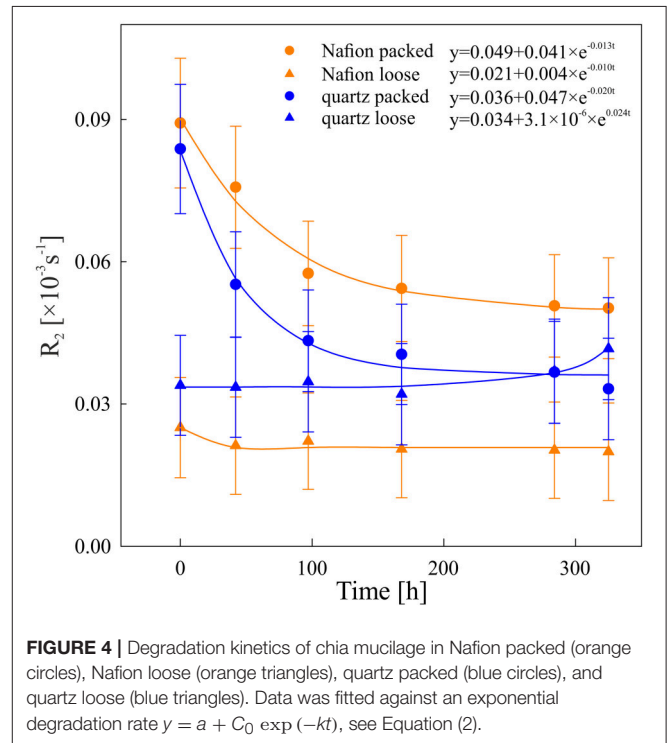 Nafion packed y=0.049+0.041×e^-0.013t
Nafion loose y=0.021+0.004×e^-0.010t
quartz packed y=0.036+0.047×e^-0.020t
quartz loose y=0.034+3.1×10^-6×e^0.024t
0.09
0.06
0.03
0.00
R₂ [×10⁻³s⁻¹]
0 100 200 300
Time [h]
FIGURE 4 | Degradation kinetics of chia mucilage in Nafion packed (orange
circles), Nafion loose (orange triangles), quartz packed (blue circles), and
quartz loose (blue triangles). Data was fitted against an exponential
degradation rate y = a + C₀ exp (−kt), see Equation (2).